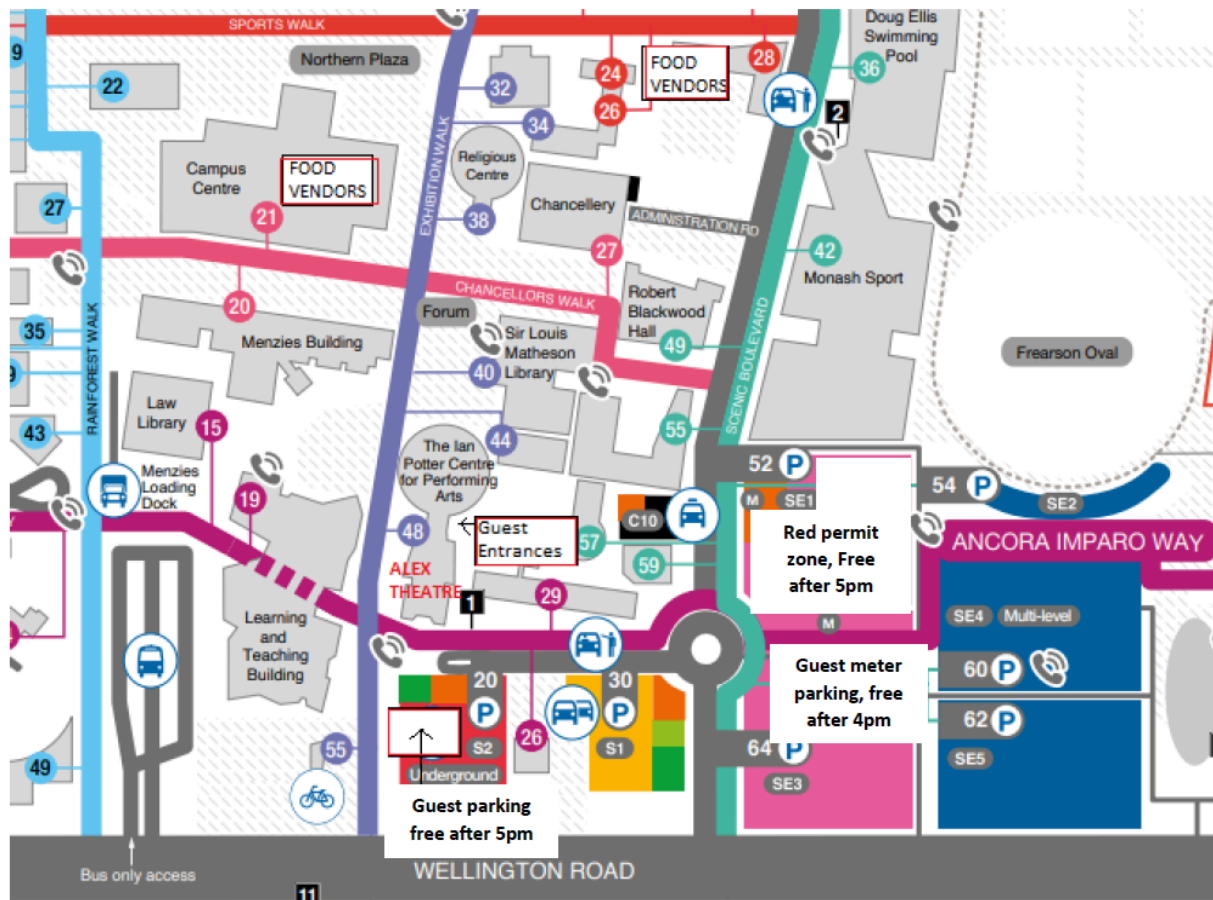 SPORTS WALK
Doug Ellis
Swimming
Pool
Northern Plaza
9
22
32
24
26
FOOD
VENDORS
28
36
34
2
Campus
Centre
FOOD
VENDORS
EXHIBITION WALK
Religious
Centre
Chancellery
27
21
38
ADMINISTRATION RD
27
42
Monash Sport
20
CHANCELLORS WALK
Robert
Blackwood
Hall
35
RAINFOREST WALK
Menzies Building
Forum
Sir Louis
Matheson
Library
49
SCENIC BOULEVARD
Frearson Oval
9
40
Law
Library
15
43
44
55
The Ian
Potter Centre
for Performing
Arts
Menzies
Loading
Dock
19
52 P
54 P
M
SE1
SE2
48
Guest
Entrances
C10
57
Red permit
zone, Free
after 5pm
ANCORA IMPARO WAY
59
ALEX
THEATRE
1
29
Learning
and
Teaching
Building
M
SE4
Multi-level
20
P
30
P
Guest meter
parking, free
after 4pm
60 P
62 P
S2
26
S1
64 P
SE5
55
49
Underground
SE3
Guest parking
free after 5pm
Bus only access
WELLINGTON ROAD
11